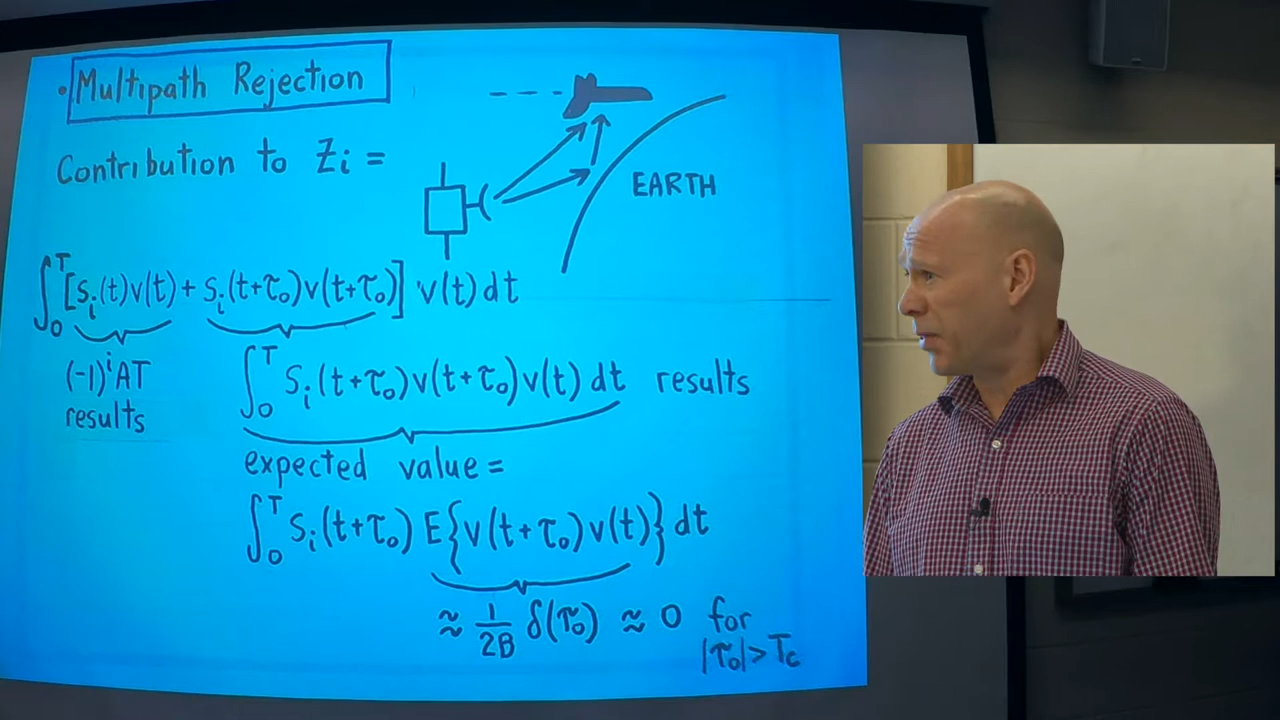 • Multipath Rejection
Contribution to Zᵢ =
EARTH
∫₀ᵀ [sᵢ(t)v(t) + sᵢ(t+τ₀)v(t+τ₀)] v(t) dt
(-1)ⁱAT
results
∫₀ᵀ sᵢ(t+τ₀)v(t+τ₀)v(t) dt results
expected value =
∫₀ᵀ sᵢ(t+τ₀) E{v(t+τ₀)v(t)} dt
≈ 1/2B δ(τ₀) ≈ 0 for
|τ₀| > T_c